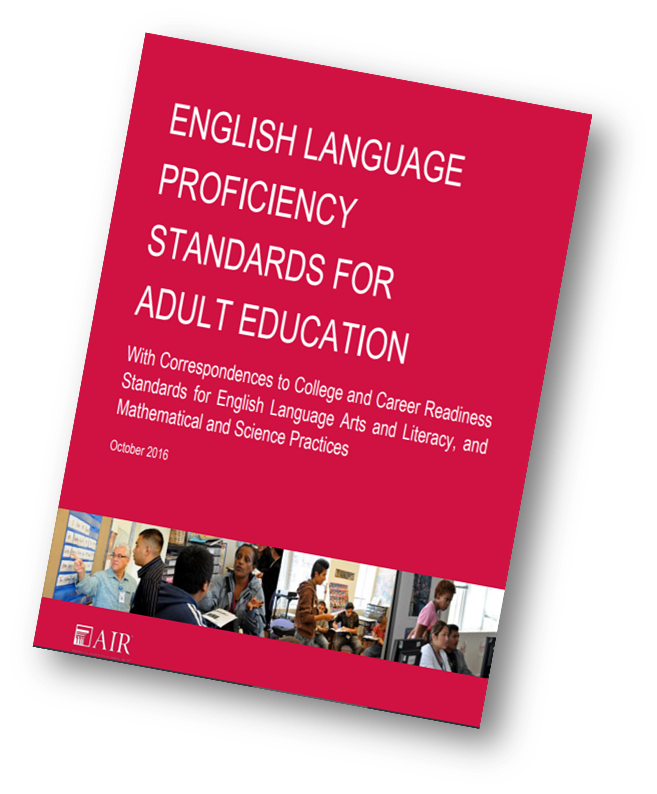 ENGLISH LANGUAGE
PROFICIENCY
STANDARDS FOR
ADULT EDUCATION
With Correspondences to College and Career Readiness
Standards for English Language Arts and Literacy, and
Mathematical and Science Practices
October 2016
AIR